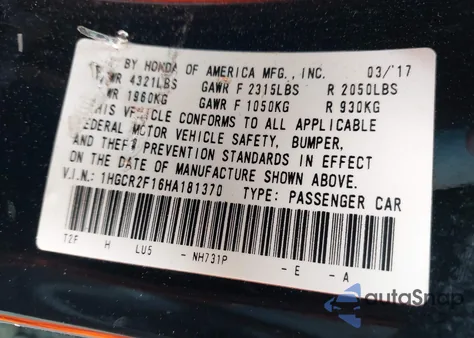 BY HONDA OF AMERICA MFG., INC. 03/'17
WR 4321LBS GAWR F 2315LBS R 2050LBS
WR 1960KG GAWR F 1050KG R 930KG
THIS VEHICLE CONFORMS TO ALL APPLICABLE
FEDERAL MOTOR VEHICLE SAFETY, BUMPER,
AND THEFT PREVENTION STANDARDS IN EFFECT
ON THE DATE OF MANUFACTURE SHOWN ABOVE.
V.I.N.: 1HGCR2F16HA181370 TYPE: PASSENGER CAR
T2F H LU5 - NH731P - E - A
autoSnap